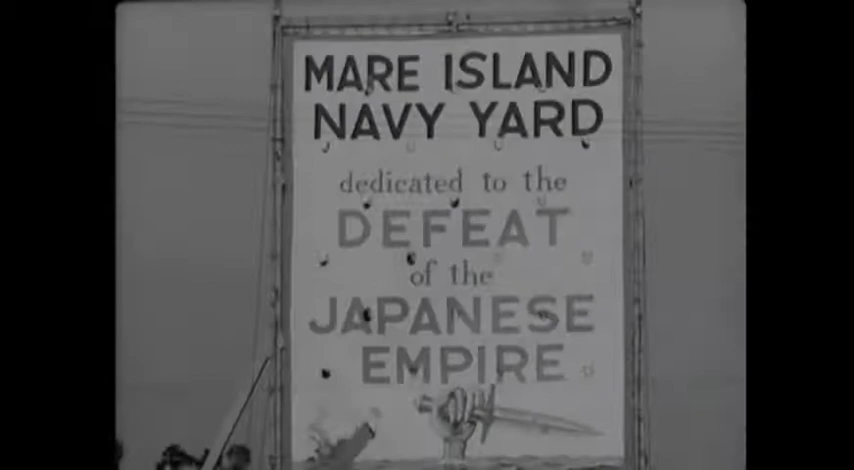 MARE ISLAND
NAVY YARD
dedicated to the
DEFEAT
of the
JAPANESE
EMPIRE